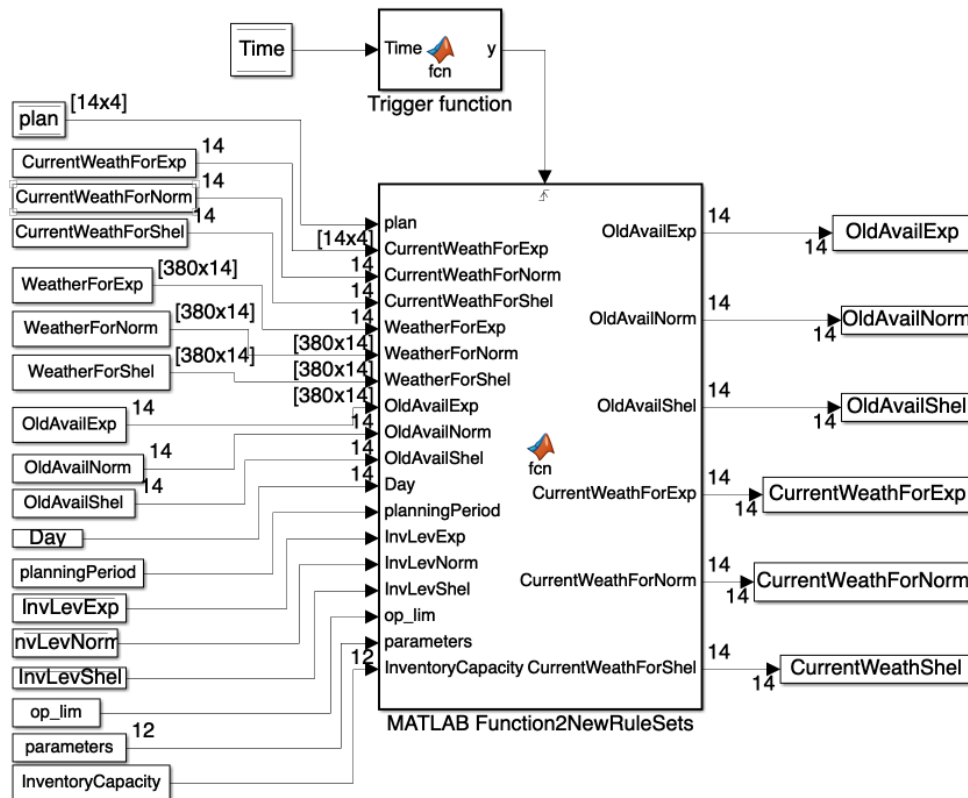 Time
Time
y
fcn
Trigger function
[14x4]
plan
14
CurrentWeathForExp
14
CurrentWeathForNorm
14
CurrentWeathForShel
[380x14]
WeatherForExp
[380x14]
WeatherForNorm
[380x14]
WeatherForShel
14
OldAvailExp
14
OldAvailNorm
14
OldAvailShel
Day
planningPeriod
InvLevExp
nvLevNorm
InvLevShel
op_lim
12
parameters
InventoryCapacity
plan
[14x4]
CurrentWeathForExp
14
CurrentWeathForNorm
14
CurrentWeathForShel
14
WeatherForExp
[380x14]
WeatherForNorm
[380x14]
WeatherForShel
[380x14]
OldAvailExp
14
OldAvailNorm
14
OldAvailShel
14
Day
planningPeriod
InvLevExp
InvLevNorm
InvLevShel
op_lim
parameters
12
InventoryCapacity
fcn
OldAvailExp
OldAvailNorm
OldAvailShel
CurrentWeathForExp
CurrentWeathForNorm
CurrentWeathForShel
MATLAB Function2NewRuleSets
14
14
OldAvailExp
14
14
OldAvailNorm
14
14
OldAvailShel
14
14
CurrentWeathForExp
14
14
CurrentWeathForNorm
14
14
CurrentWeathShel